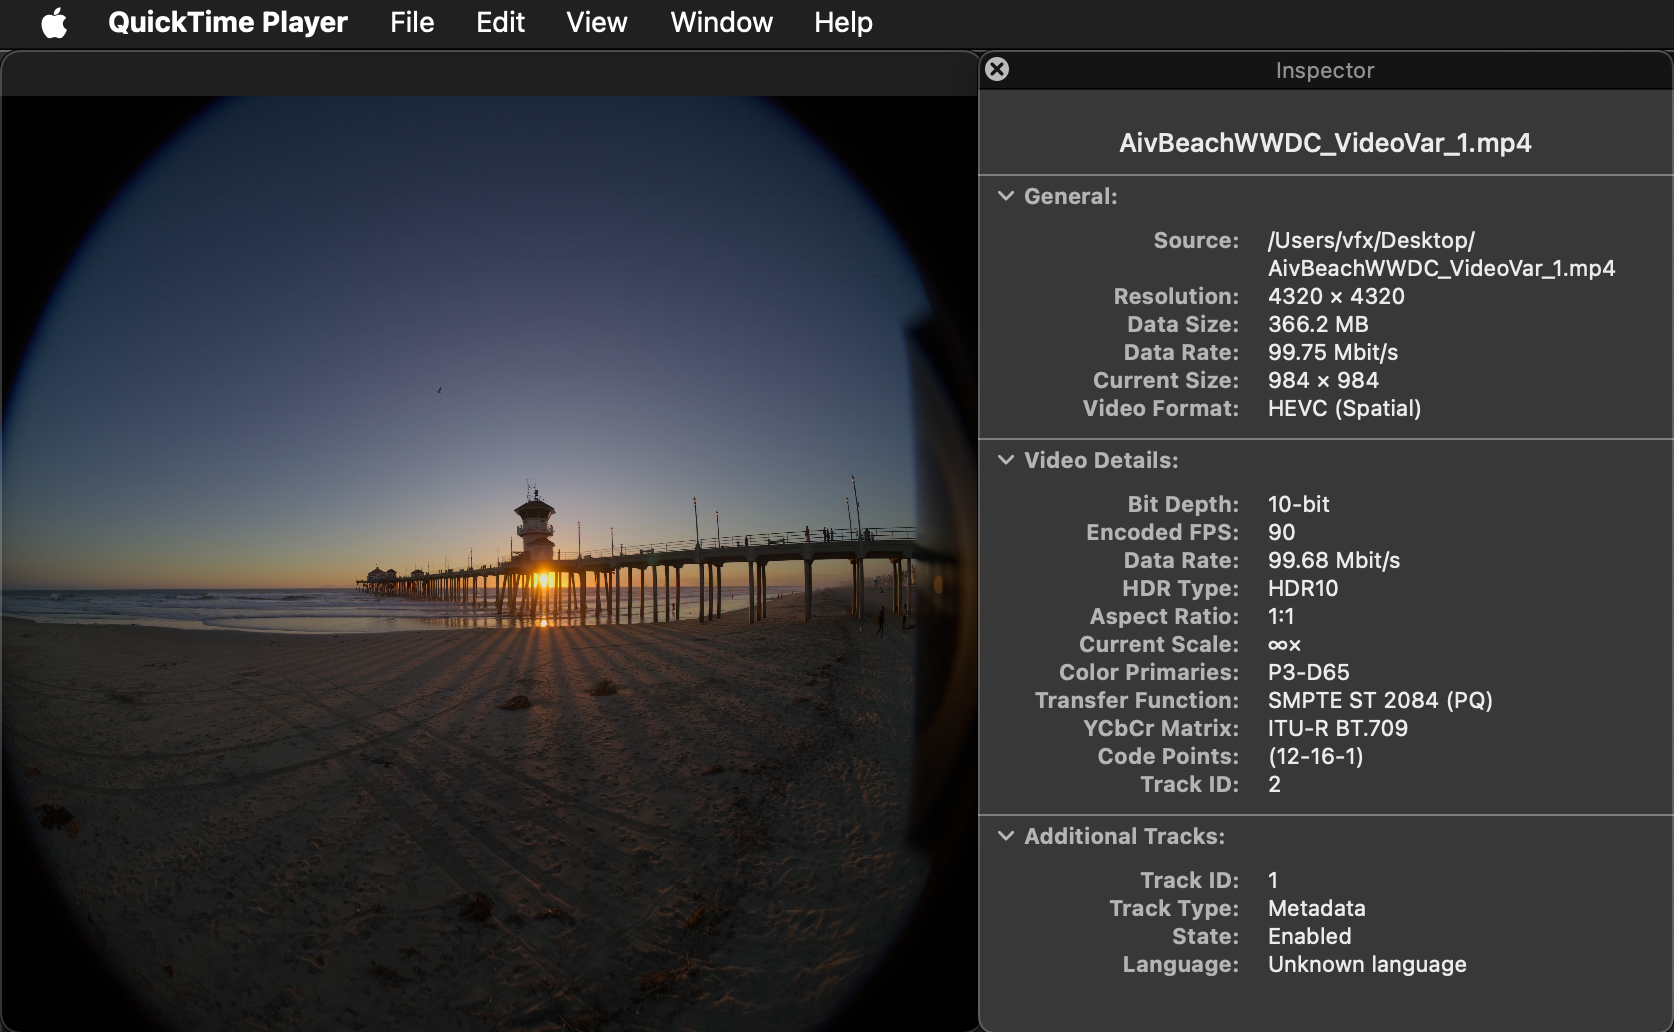 QuickTime Player File Edit View Window Help
Inspector
AivBeachWWDC_VideoVar_1.mp4
General:
Source: /Users/vfx/Desktop/
AivBeachWWDC_VideoVar_1.mp4
Resolution: 4320 × 4320
Data Size: 366.2 MB
Data Rate: 99.75 Mbit/s
Current Size: 984 × 984
Video Format: HEVC (Spatial)
Video Details:
Bit Depth: 10-bit
Encoded FPS: 90
Data Rate: 99.68 Mbit/s
HDR Type: HDR10
Aspect Ratio: 1:1
Current Scale: ∞×
Color Primaries: P3-D65
Transfer Function: SMPTE ST 2084 (PQ)
YCbCr Matrix: ITU-R BT.709
Code Points: (12-16-1)
Track ID: 2
Additional Tracks:
Track ID: 1
Track Type: Metadata
State: Enabled
Language: Unknown language